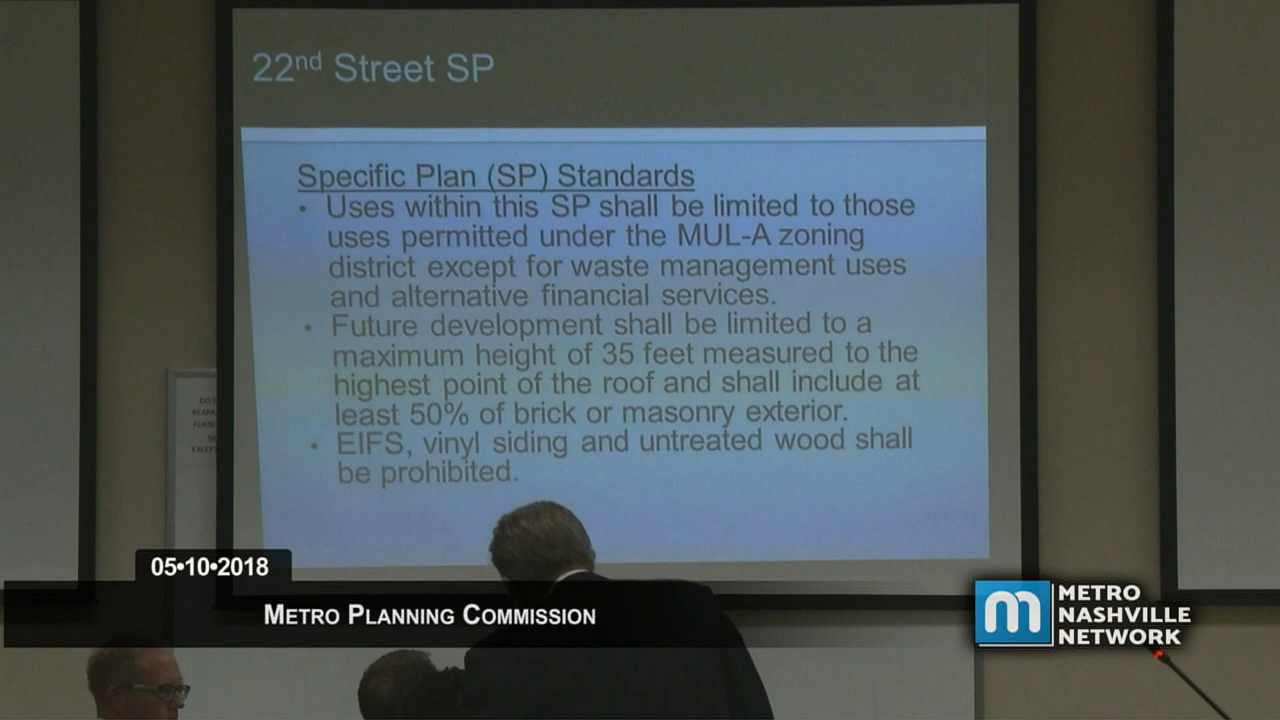 22nd Street SP
Specific Plan (SP) Standards
• Uses within this SP shall be limited to those
uses permitted under the MUL-A zoning
district except for waste management uses
and alternative financial services.
• Future development shall be limited to a
maximum height of 35 feet measured to the
highest point of the roof and shall include at
least 50% of brick or masonry exterior.
• EIFS, vinyl siding and untreated wood shall
be prohibited.
DO
REAR
FURN
EXCEPT
05•10•2018
METRO PLANNING COMMISSION
m
METRO
NASHVILLE
NETWORK